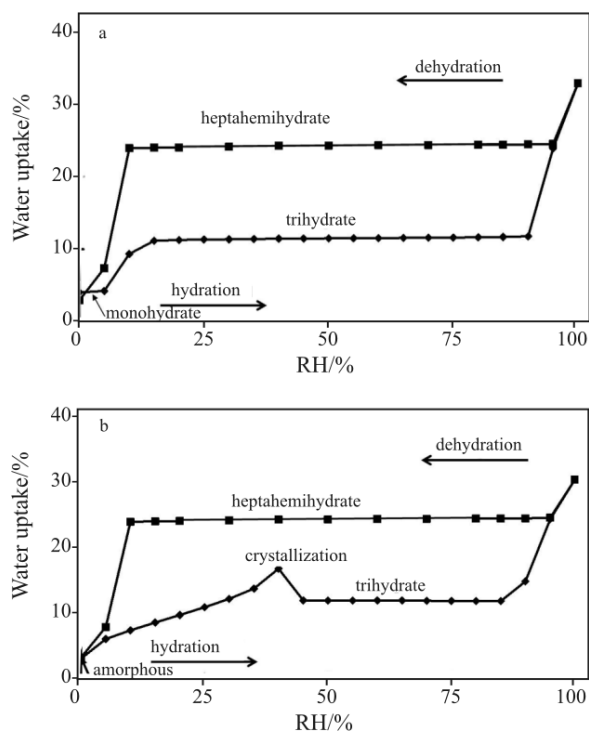 a
dehydration
heptahemihydrate
trihydrate
hydration
monohydrate
Water uptake/%
40
30
20
10
0
0 25 50 75 100
RH/%
b
dehydration
heptahemihydrate
crystallization
trihydrate
hydration
amorphous
Water uptake/%
40
30
20
10
0
0 25 50 75 100
RH/%